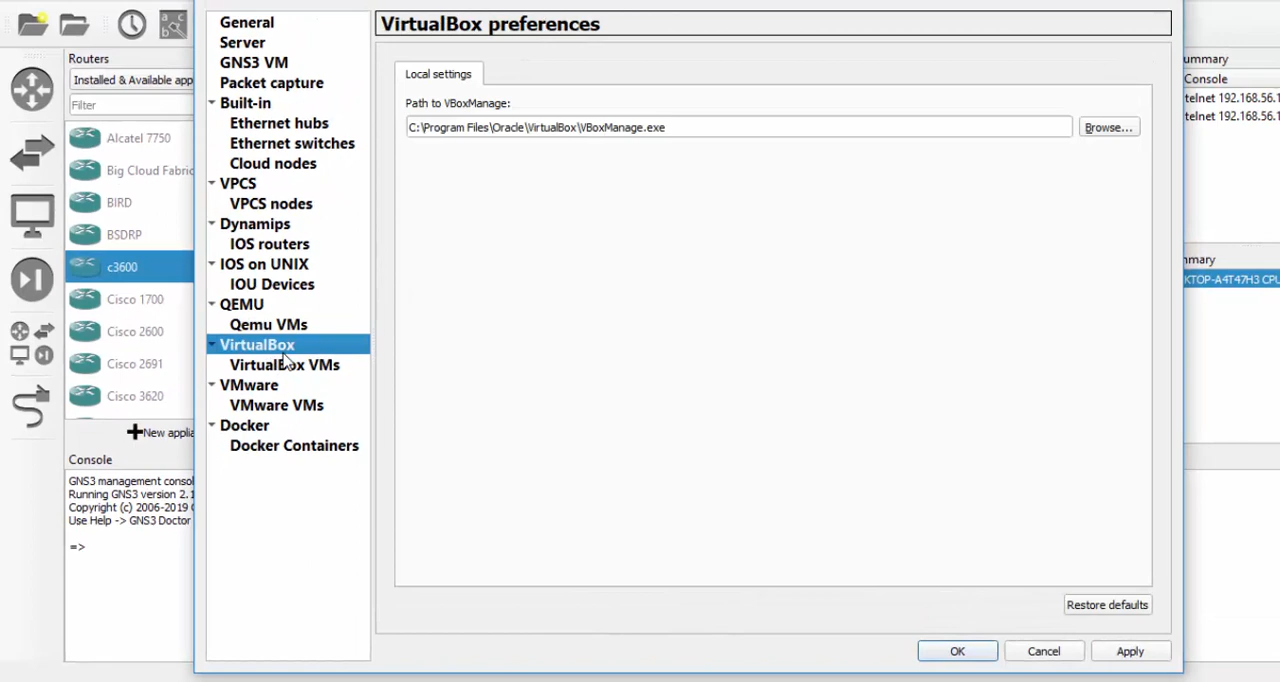 Routers
Installed & Available app
Filter
Alcatel 7750
Big Cloud Fabric
BIRD
BSDRP
c3600
Cisco 1700
Cisco 2600
Cisco 2691
Cisco 3620
New applia
Console
GNS3 management consol
Running GNS3 version 2.1
Copyright (c) 2006-2019 G
Use Help -> GNS3 Doctor
=>
General
Server
GNS3 VM
Packet capture
Built-in
Ethernet hubs
Ethernet switches
Cloud nodes
VPCS
VPCS nodes
Dynamips
IOS routers
IOS on UNIX
IOU Devices
QEMU
Qemu VMs
VirtualBox
VirtualBox VMs
VMware
VMware VMs
Docker
Docker Containers
VirtualBox preferences
Local settings
Path to VBoxManage:
C:\Program Files\Oracle\VirtualBox\VBoxManage.exe
Browse...
Restore defaults
OK
Cancel
Apply
ummary
Console
telnet 192.168.56.1
telnet 192.168.56.1
mmary
KTOP-A4T47H3 CPU